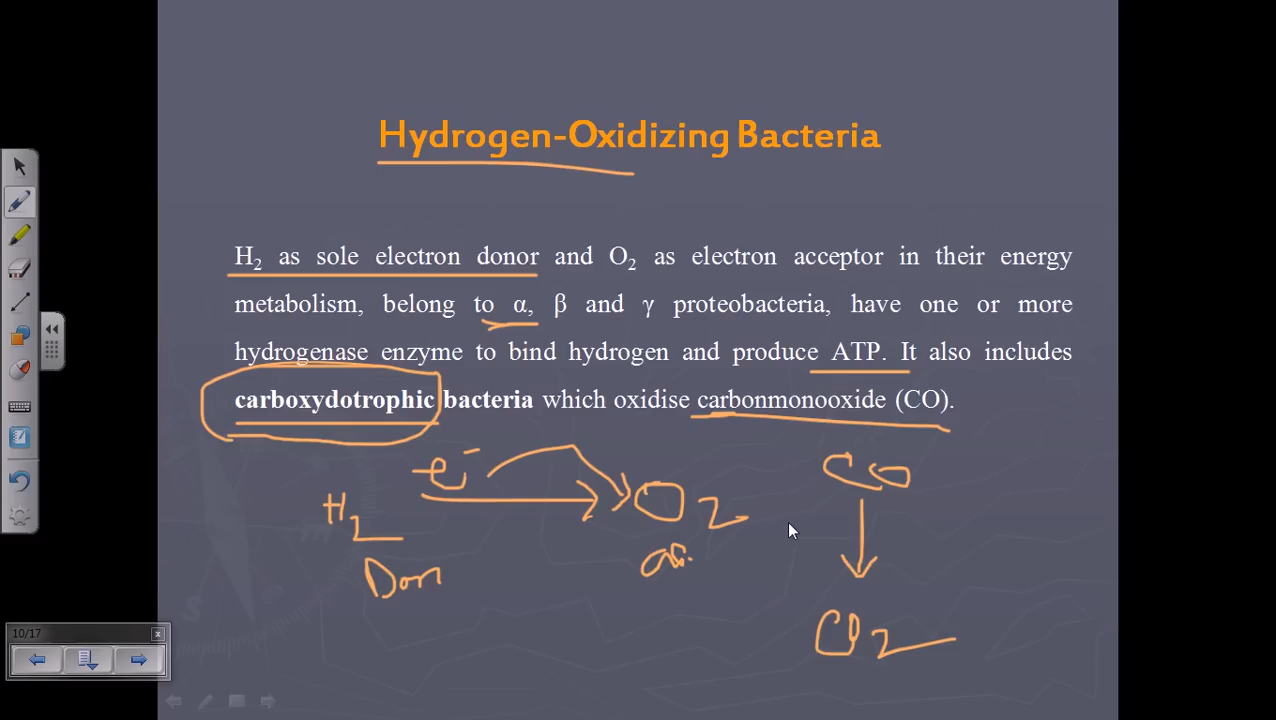 Hydrogen-Oxidizing Bacteria
H₂ as sole electron donor and O₂ as electron acceptor in their energy
metabolism, belong to α, β and γ proteobacteria, have one or more
hydrogenase enzyme to bind hydrogen and produce ATP. It also includes
carboxydotrophic bacteria which oxidise carbonmonooxide (CO).
e⁻
CO
H₂
O₂
Don
CO₂
10/17